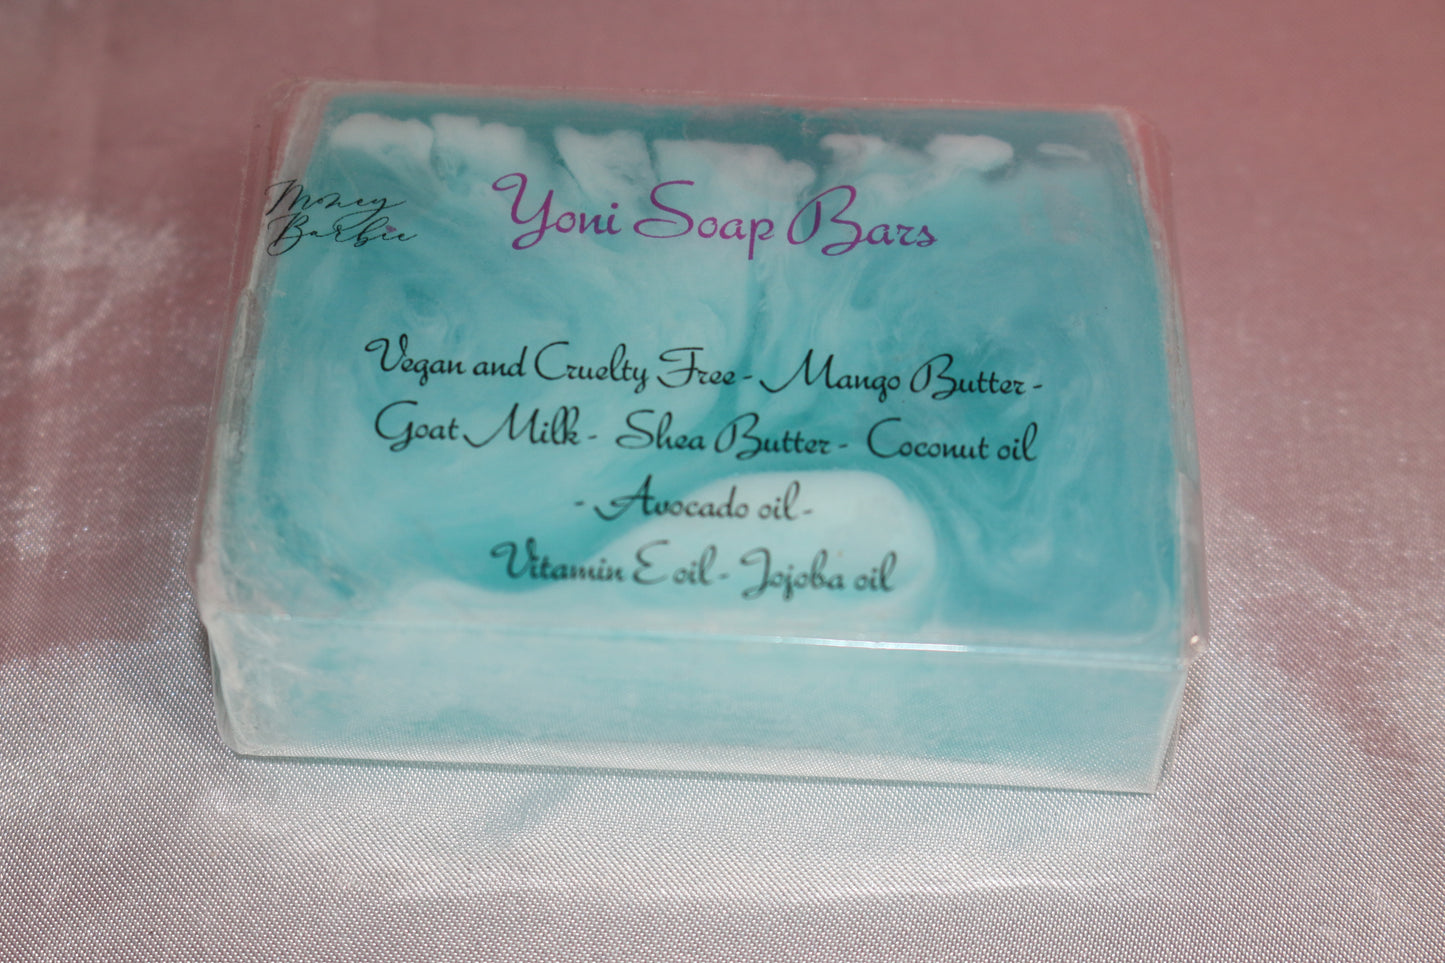 Money
Barbie
Yoni Soap Bars
Vegan and Cruelty Free - Mango Butter -
Goat Milk - Shea Butter - Coconut oil
- Avocado oil -
Vitamin E oil - Jojoba oil